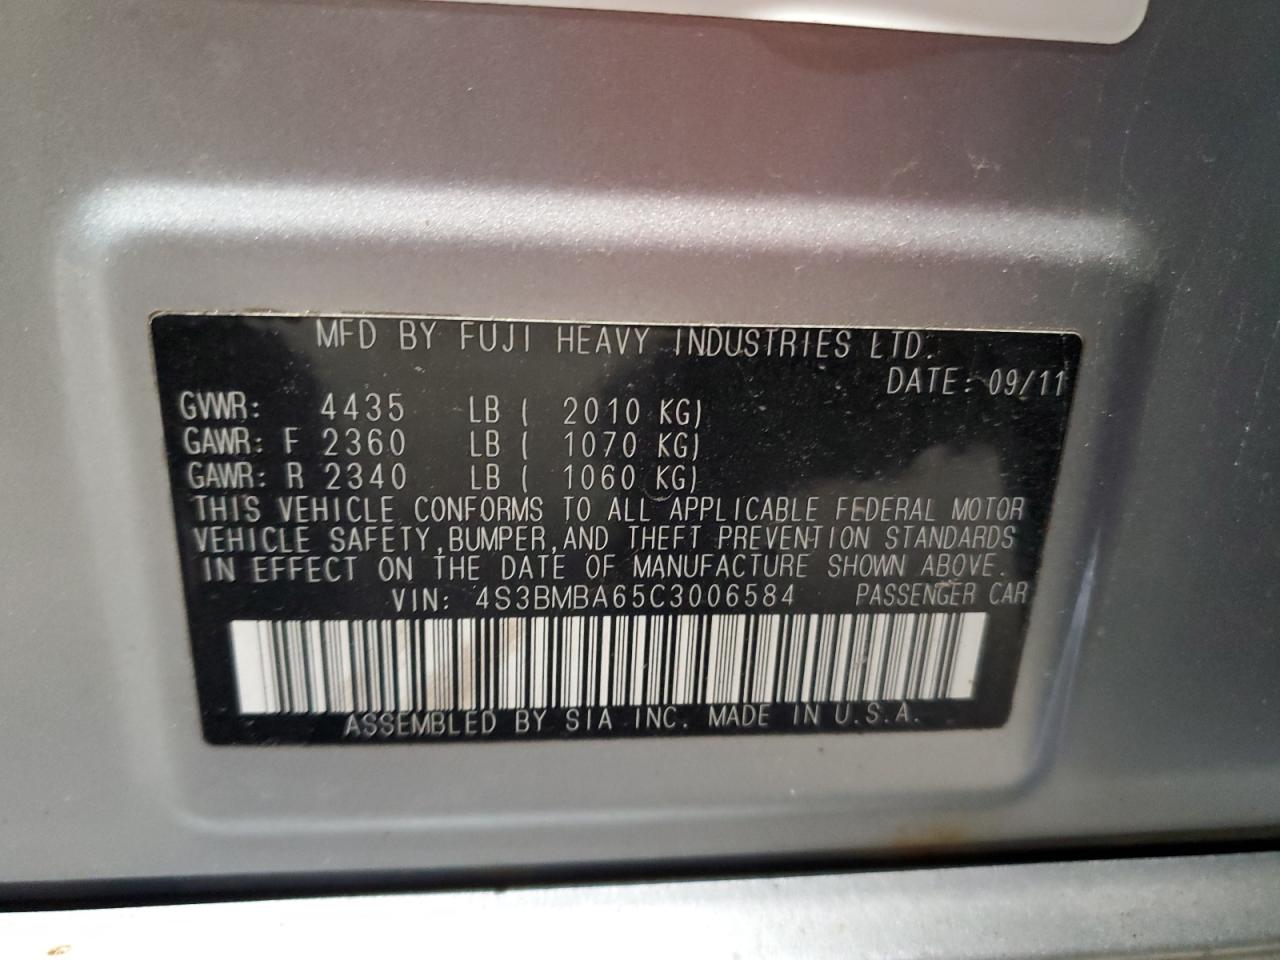 MFD BY FUJI HEAVY INDUSTRIES LTD.
DATE: 09/11
GVWR: 4435 LB ( 2010 KG)
GAWR: F 2360 LB ( 1070 KG)
GAWR: R 2340 LB ( 1060 KG)
THIS VEHICLE CONFORMS TO ALL APPLICABLE FEDERAL MOTOR
VEHICLE SAFETY,BUMPER,AND THEFT PREVENTION STANDARDS
IN EFFECT ON THE DATE OF MANUFACTURE SHOWN ABOVE.
VIN: 4S3BMBA65C3006584 PASSENGER CAR
ASSEMBLED BY SIA INC. MADE IN U.S.A.